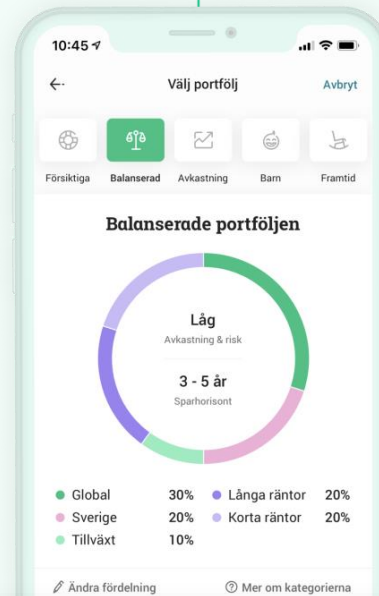 10:45
Välj portfölj
Avbryt
Försiktiga Balanserad Avkastning Barn Framtid
Balanserade portföljen
Låg
Avkastning & risk
3 - 5 år
Sparhorisont
Global 30% Långa räntor 20%
Sverige 20% Korta räntor 20%
Tillväxt 10%
Ändra fördelning Mer om kategorierna